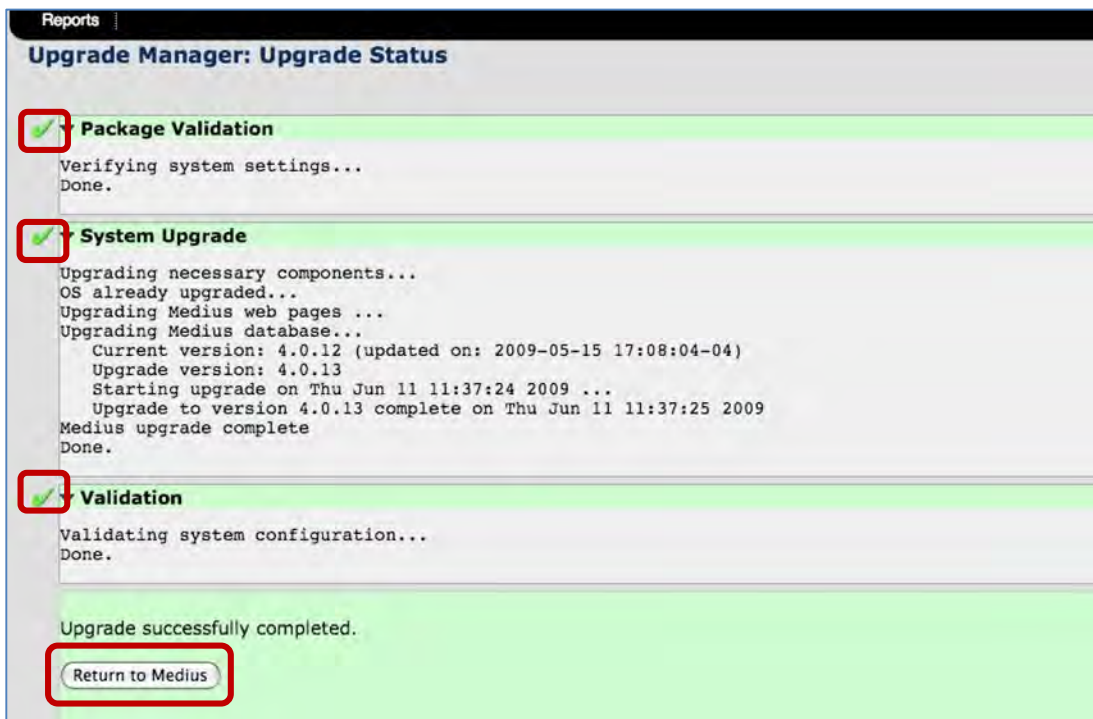 Reports
Upgrade Manager: Upgrade Status
Package Validation
Verifying system settings...
Done.
System Upgrade
Upgrading necessary components...
OS already upgraded...
Upgrading Medius web pages ...
Upgrading Medius database...
Current version: 4.0.12 (updated on: 2009-05-15 17:08:04-04)
Upgrade version: 4.0.13
Starting upgrade on Thu Jun 11 11:37:24 2009 ...
Upgrade to version 4.0.13 complete on Thu Jun 11 11:37:25 2009
Medius upgrade complete
Done.
Validation
Validating system configuration...
Done.
Upgrade successfully completed.
Return to Medius